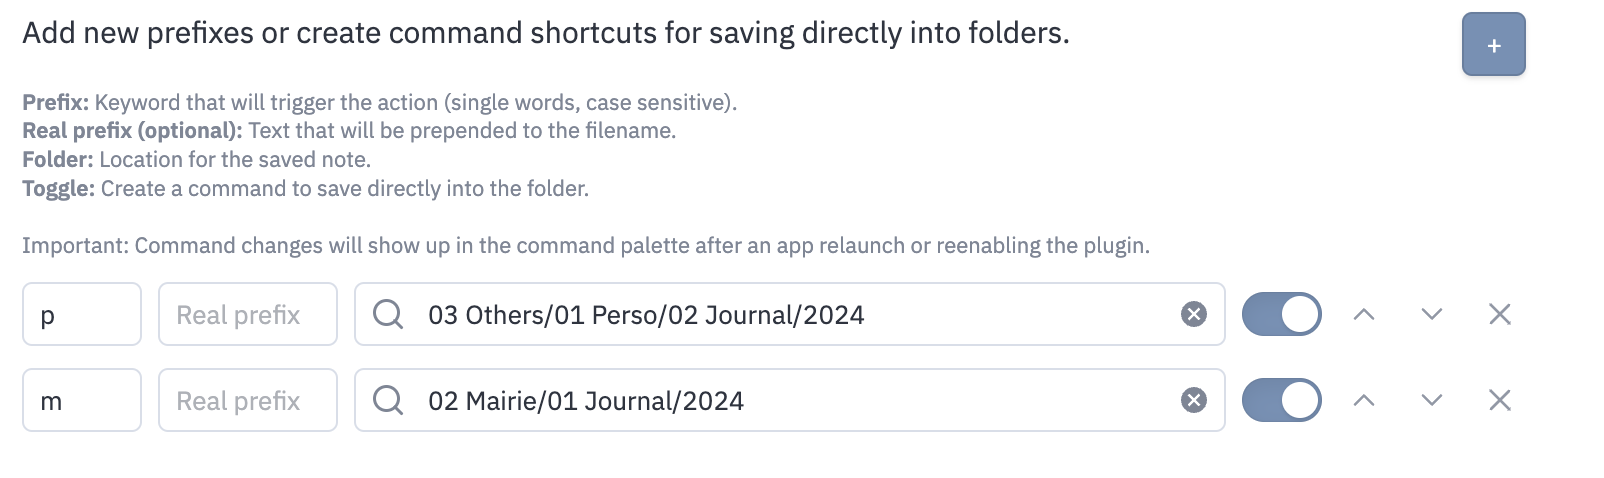 Add new prefixes or create command shortcuts for saving directly into folders.
+
Prefix: Keyword that will trigger the action (single words, case sensitive).
Real prefix (optional): Text that will be prepended to the filename.
Folder: Location for the saved note.
Toggle: Create a command to save directly into the folder.
Important: Command changes will show up in the command palette after an app relaunch or reenabling the plugin.
p Real prefix 03 Others/01 Perso/02 Journal/2024
m Real prefix 02 Mairie/01 Journal/2024